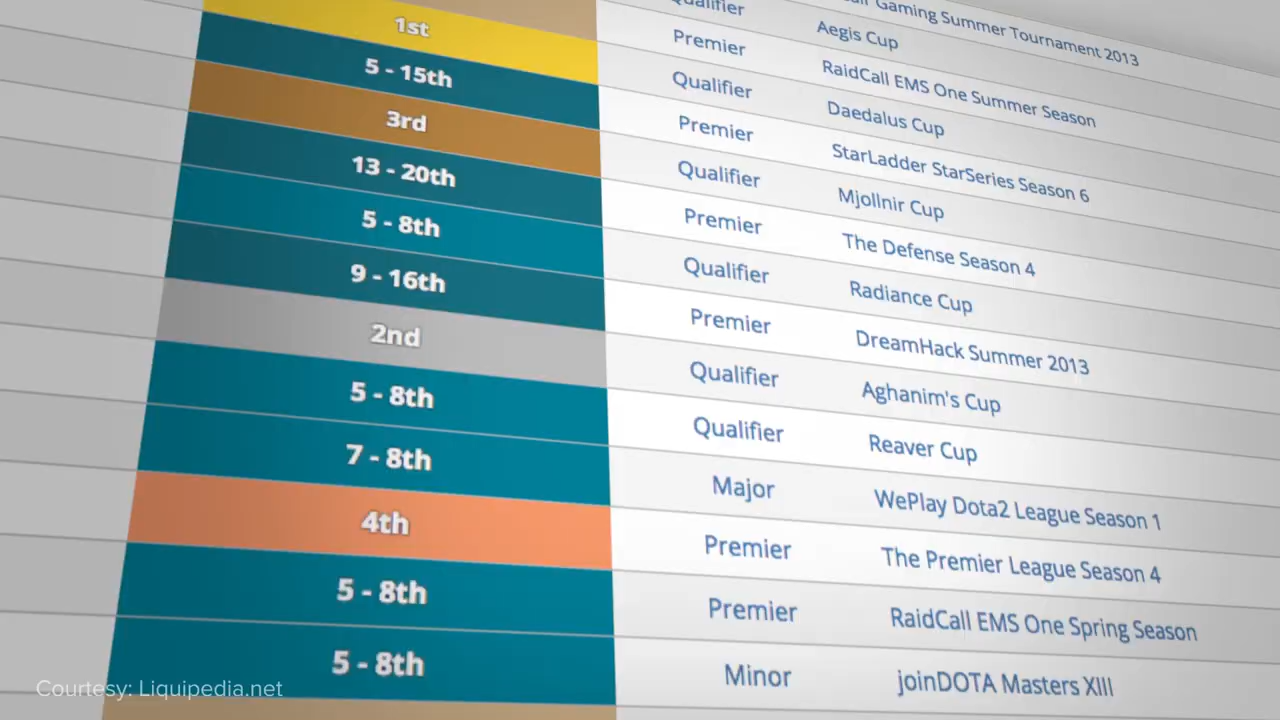 Gaming Summer Tournament 2013
Qualifier Aegis Cup
Premier RaidCall EMS One Summer Season
1st Qualifier Daedalus Cup
5 - 15th Premier StarLadder StarSeries Season 6
3rd Qualifier Mjollnir Cup
13 - 20th Premier The Defense Season 4
5 - 8th Qualifier Radiance Cup
9 - 16th Premier DreamHack Summer 2013
2nd Qualifier Aghanim's Cup
5 - 8th Qualifier Reaver Cup
7 - 8th Major WePlay Dota2 League Season 1
4th Premier The Premier League Season 4
5 - 8th Premier RaidCall EMS One Spring Season
5 - 8th Minor joinDOTA Masters XIII
Courtesy: Liquipedia.net